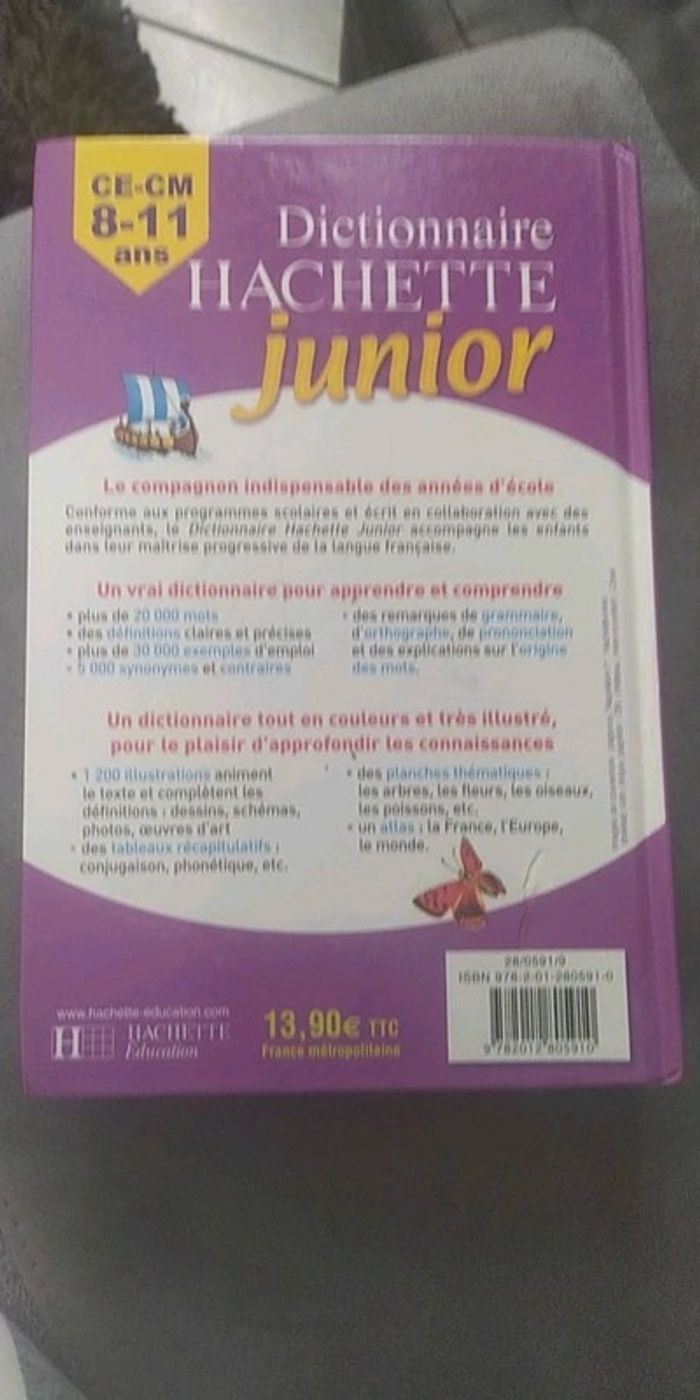 CE-CM
8-11
ans
Dictionnaire
HACHETTE
junior
Le compagnon indispensable des années d'école
Conforme aux programmes scolaires et écrit en collaboration avec des
enseignants, le Dictionnaire Hachette Junior accompagne les enfants
dans leur maîtrise progressive de la langue française.
Un vrai dictionnaire pour apprendre et comprendre
• plus de 20 000 mots
• des définitions claires et précises
• plus de 30 000 exemples d'emploi
• 5 000 synonymes et contraires
• des remarques de grammaire,
d'orthographe, de prononciation
et des explications sur l'origine
des mots.
Un dictionnaire tout en couleurs et très illustré,
pour le plaisir d'approfondir les connaissances
• 1 200 illustrations animent
le texte et complètent les
définitions : dessins, schémas,
photos, œuvres d'art
• des tableaux récapitulatifs :
conjugaison, phonétique, etc.
• des planches thématiques :
les arbres, les fleurs, les oiseaux,
les poissons, etc.
• un atlas : la France, l'Europe,
le monde.
28/0591/9
ISBN 978-2-01-280591-0
9 782012 805910
www.hachette-education.com
H HACHETTE
Éducation
13,90€ TTC
France métropolitaine